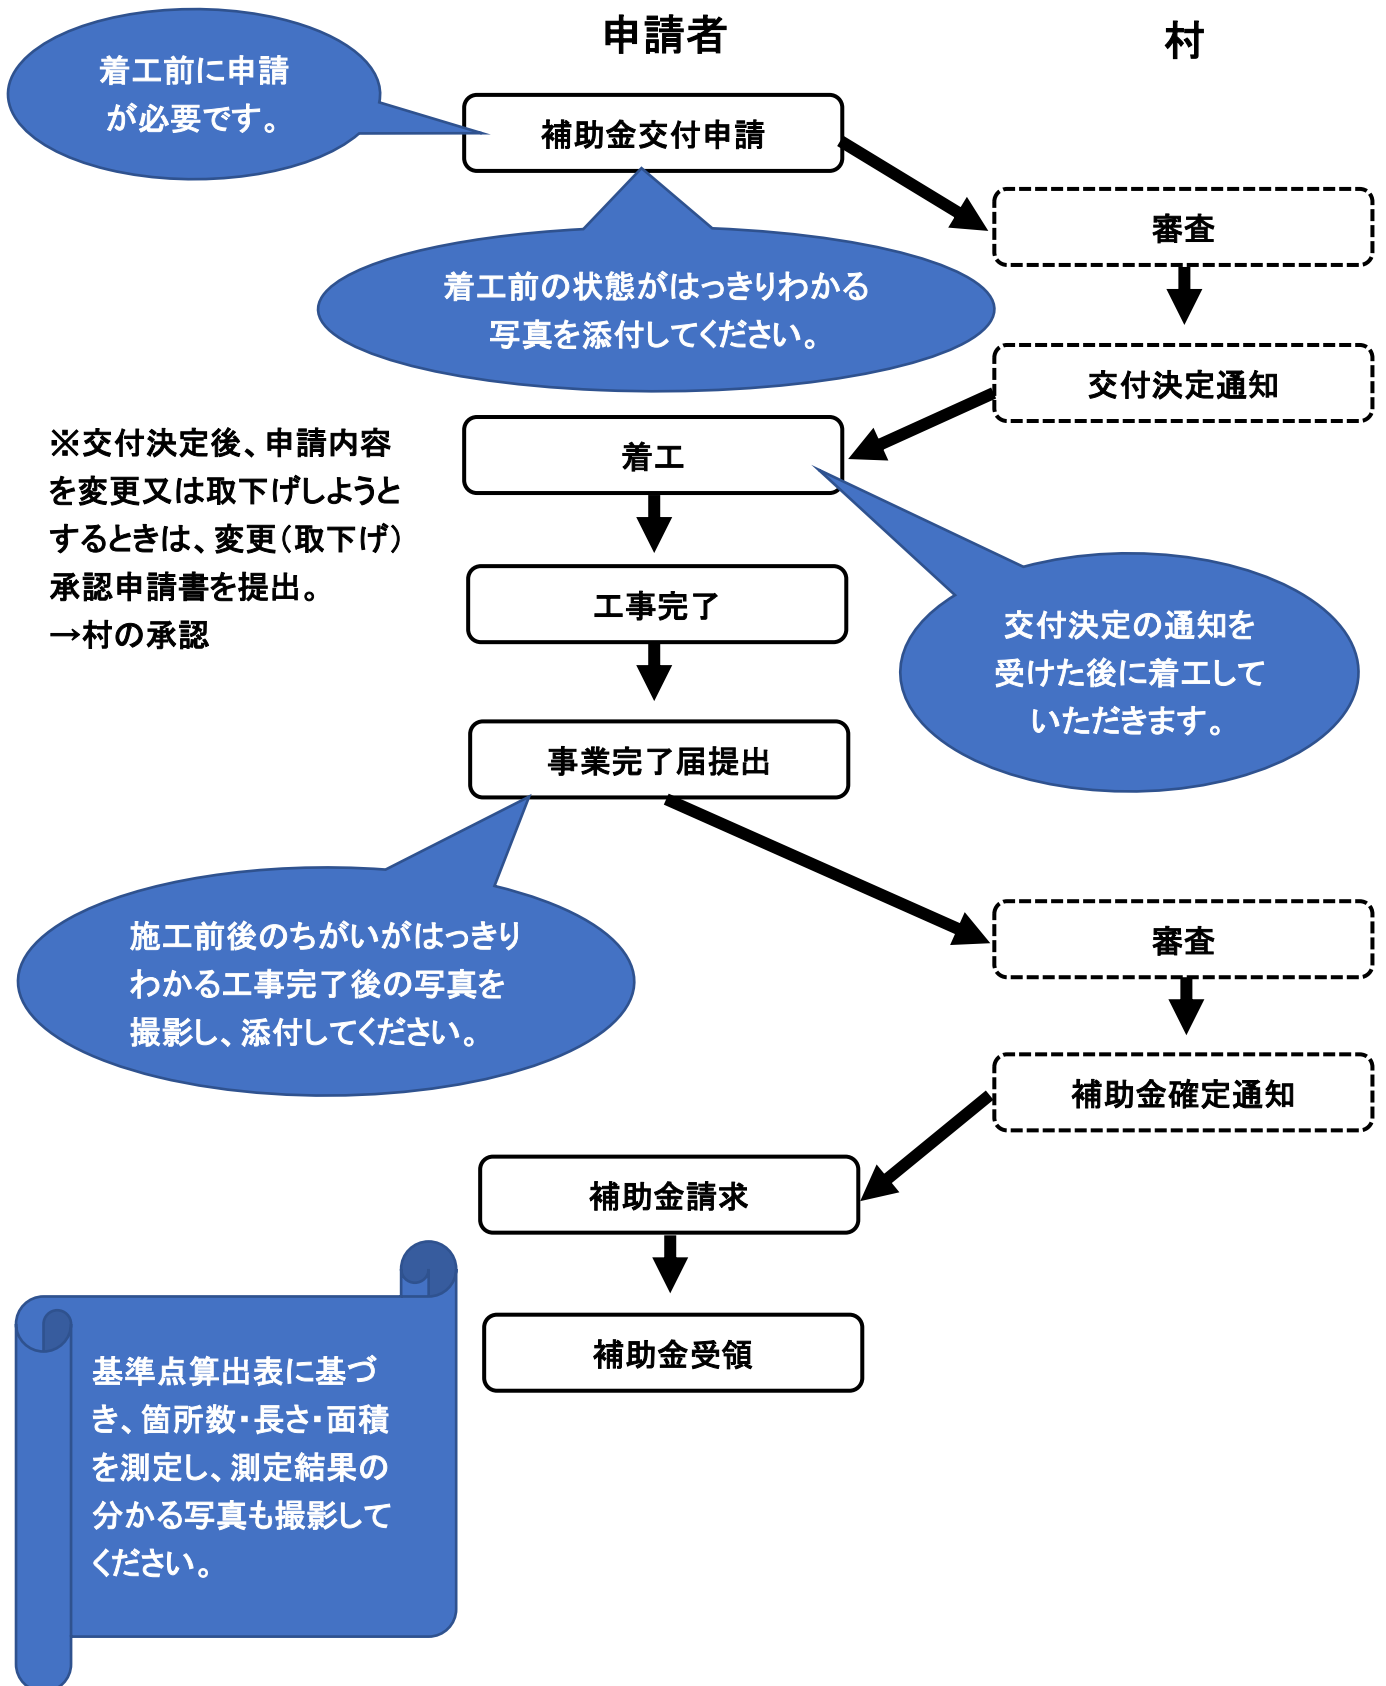 申請者
村
着工前に申請
が必要です。
補助金交付申請
審査
着工前の状態がはっきりわかる
写真を添付してください。
交付決定通知
※交付決定後、申請内容
を変更又は取下げしようと
するときは、変更（取下げ）
承認申請書を提出。
→村の承認
着工
工事完了
交付決定の通知を
受けた後に着工して
いただきます。
事業完了届提出
施工前後のちがいがはっきり
わかる工事完了後の写真を
撮影し、添付してください。
審査
補助金確定通知
補助金請求
補助金受領
基準点算出表に基づ
き、箇所数・長さ・面積
を測定し、測定結果の
分かる写真も撮影して
ください。